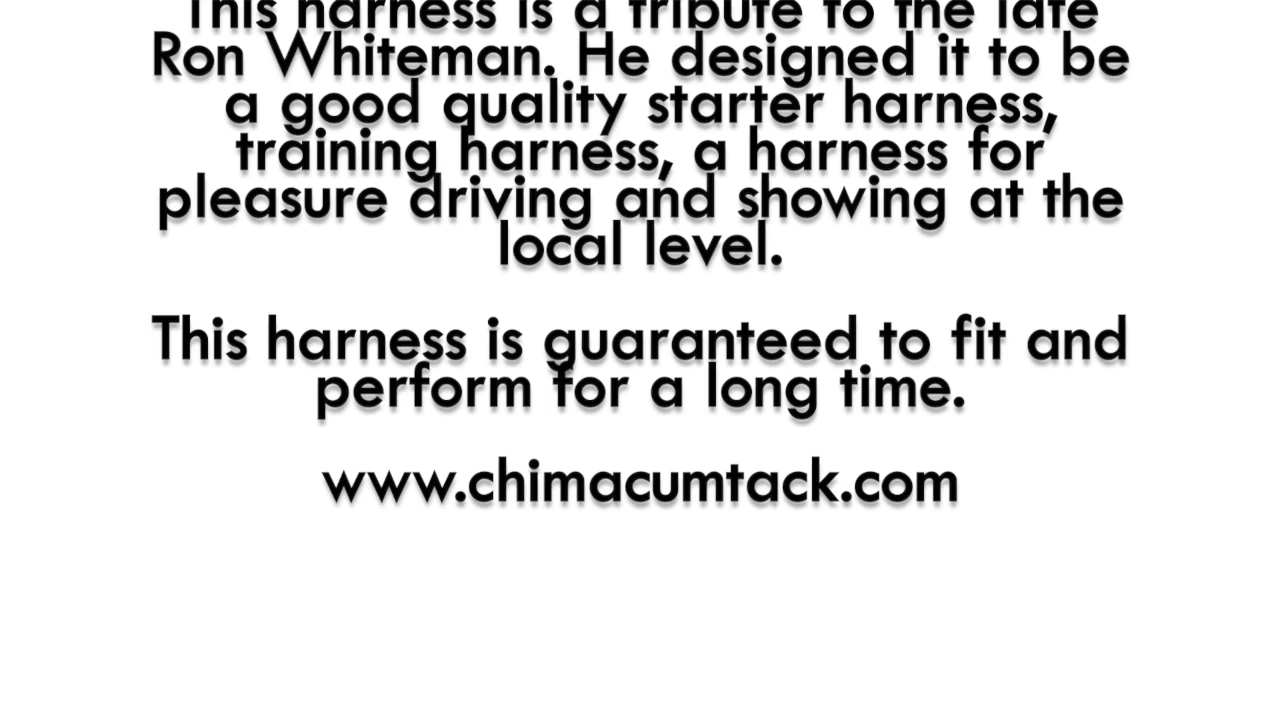 This harness is a tribute to the late
Ron Whiteman. He designed it to be
a good quality starter harness,
training harness, a harness for
pleasure driving and showing at the
local level.
This harness is guaranteed to fit and
perform for a long time.
www.chimacumtack.com